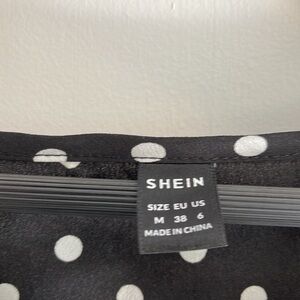 SHEIN
SIZE EU US
M 38 6
MADE IN CHINA